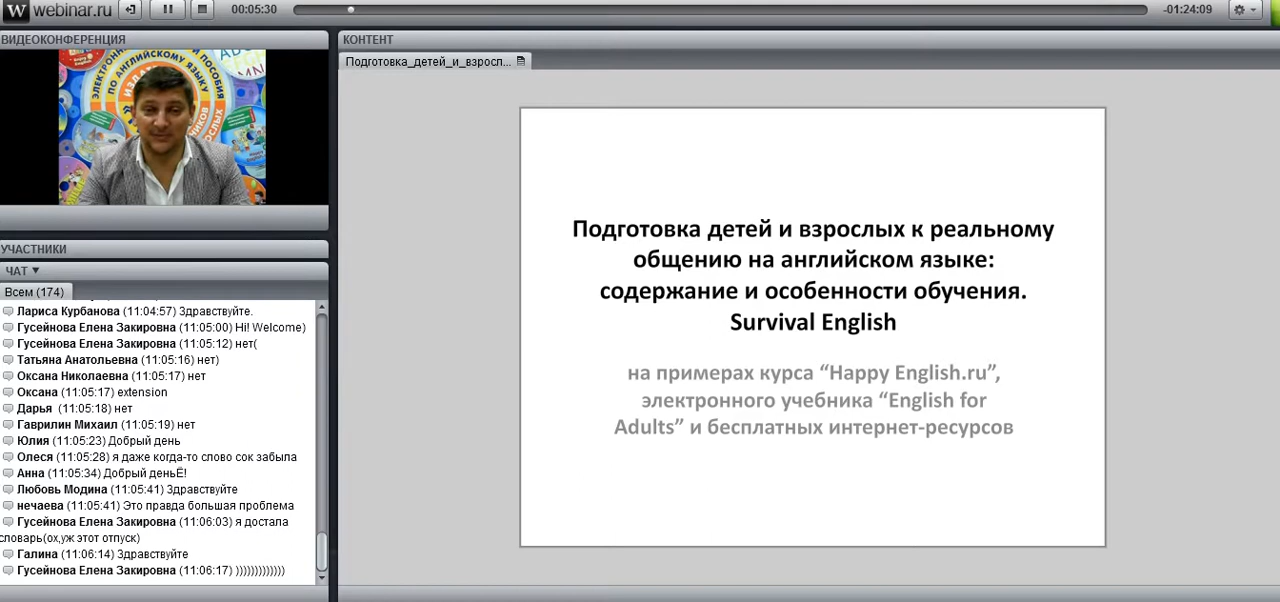 W webinar.ru
00:05:30
-01:24:09
ВИДЕОКОНФЕРЕНЦИЯ
ЭЛЕКТРОННЫЕ ПОСОБИЯ
ПО АНГЛИЙСКОМУ ЯЗЫКУ
Happy English
УЧАСТНИКИ
ЧАТ
Всем (174)
Лариса Курбанова (11:04:57) Здравствуйте.
Гусейнова Елена Закировна (11:05:00) Hi! Welcome)
Гусейнова Елена Закировна (11:05:12) нет(
Татьяна Анатольевна (11:05:16) нет)
Оксана Николаевна (11:05:17) нет
Оксана (11:05:17) extension
Дарья (11:05:18) нет
Гаврилин Михаил (11:05:19) нет
Юлия (11:05:23) Добрый день
Олеся (11:05:28) я даже когда-то слово сок забыла
Анна (11:05:34) Добрый деньЁ!
Любовь Модина (11:05:41) Здравствуйте
нечаева (11:05:41) Это правда большая проблема
Гусейнова Елена Закировна (11:06:03) я достала
словарь(ох,уж этот отпуск)
Галина (11:06:14) Здравствуйте
Гусейнова Елена Закировна (11:06:17) )))))))))))))
КОНТЕНТ
Подготовка_детей_и_взросл...
Подготовка детей и взрослых к реальному
общению на английском языке:
содержание и особенности обучения.
Survival English
на примерах курса “Happy English.ru”,
электронного учебника “English for
Adults” и бесплатных интернет-ресурсов